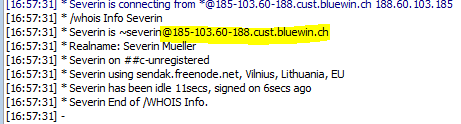 [16:57:31] * Severin is connecting from *@185-103.60-188.cust.bluewin.ch 188.60.103.185
[16:57:31] * /whois Info Severin
[16:57:31] * Severin is ~severin@185-103.60-188.cust.bluewin.ch
[16:57:31] * Realname: Severin Mueller
[16:57:31] * Severin on ##c-unregistered
[16:57:31] * Severin using sendak.freenode.net, Vilnius, Lithuania, EU
[16:57:31] * Severin has been idle 11secs, signed on 6secs ago
[16:57:31] * Severin End of /WHOIS Info.
[16:57:31] -